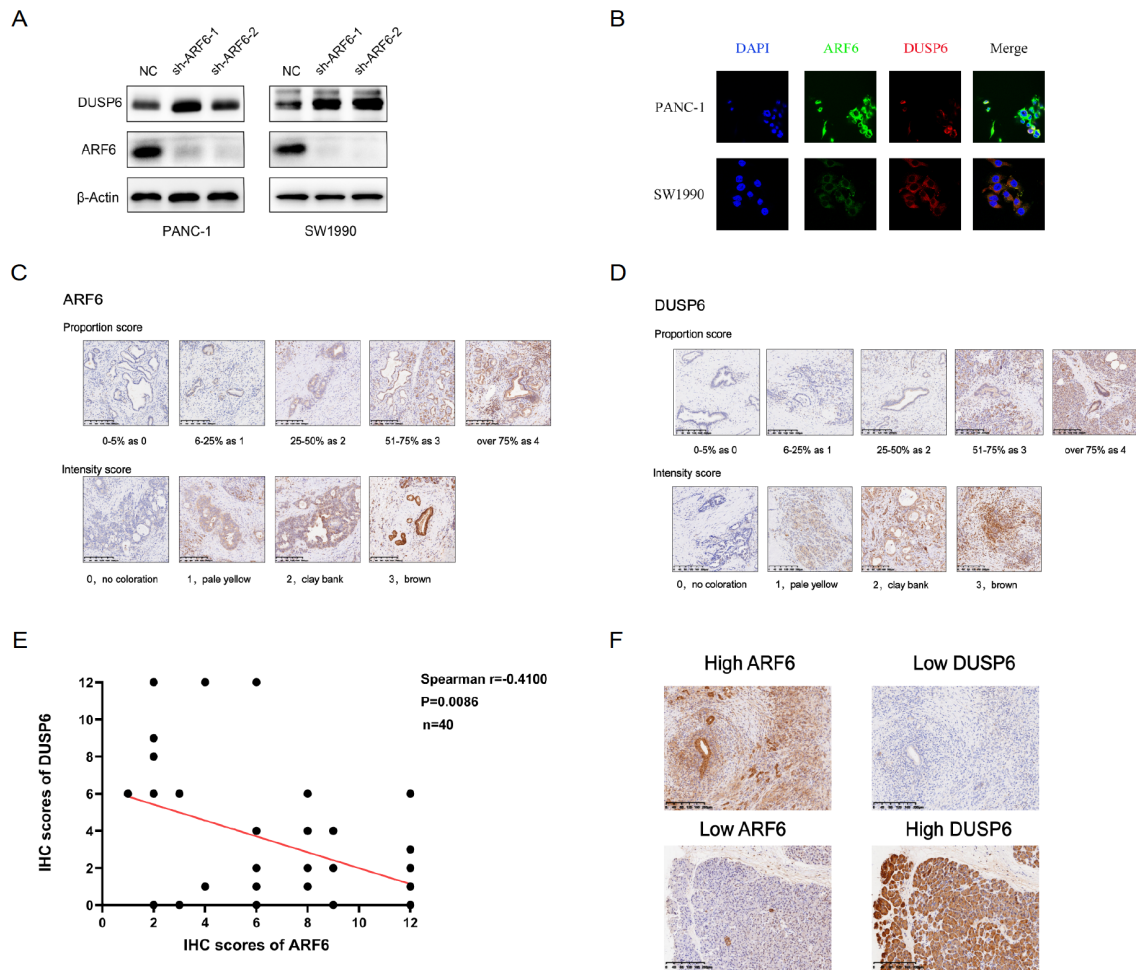 A
NC sh-ARF6-1 sh-ARF6-2 NC sh-ARF6-1 sh-ARF6-2
DUSP6
ARF6
β-Actin
PANC-1 SW1990
B
DAPI ARF6 DUSP6 Merge
PANC-1
SW1990
C
ARF6
Proportion score
0-5% as 0 6-25% as 1 25-50% as 2 51-75% as 3 over 75% as 4
Intensity score
0，no coloration 1，pale yellow 2，clay bank 3，brown
D
DUSP6
Proportion score
0-5% as 0 6-25% as 1 25-50% as 2 51-75% as 3 over 75% as 4
Intensity score
0，no coloration 1，pale yellow 2，clay bank 3，brown
E
Spearman r=-0.4100
P=0.0086
n=40
IHC scores of DUSP6
12
10
8
6
4
2
0
0 2 4 6 8 10 12
IHC scores of ARF6
F
High ARF6 Low DUSP6
Low ARF6 High DUSP6